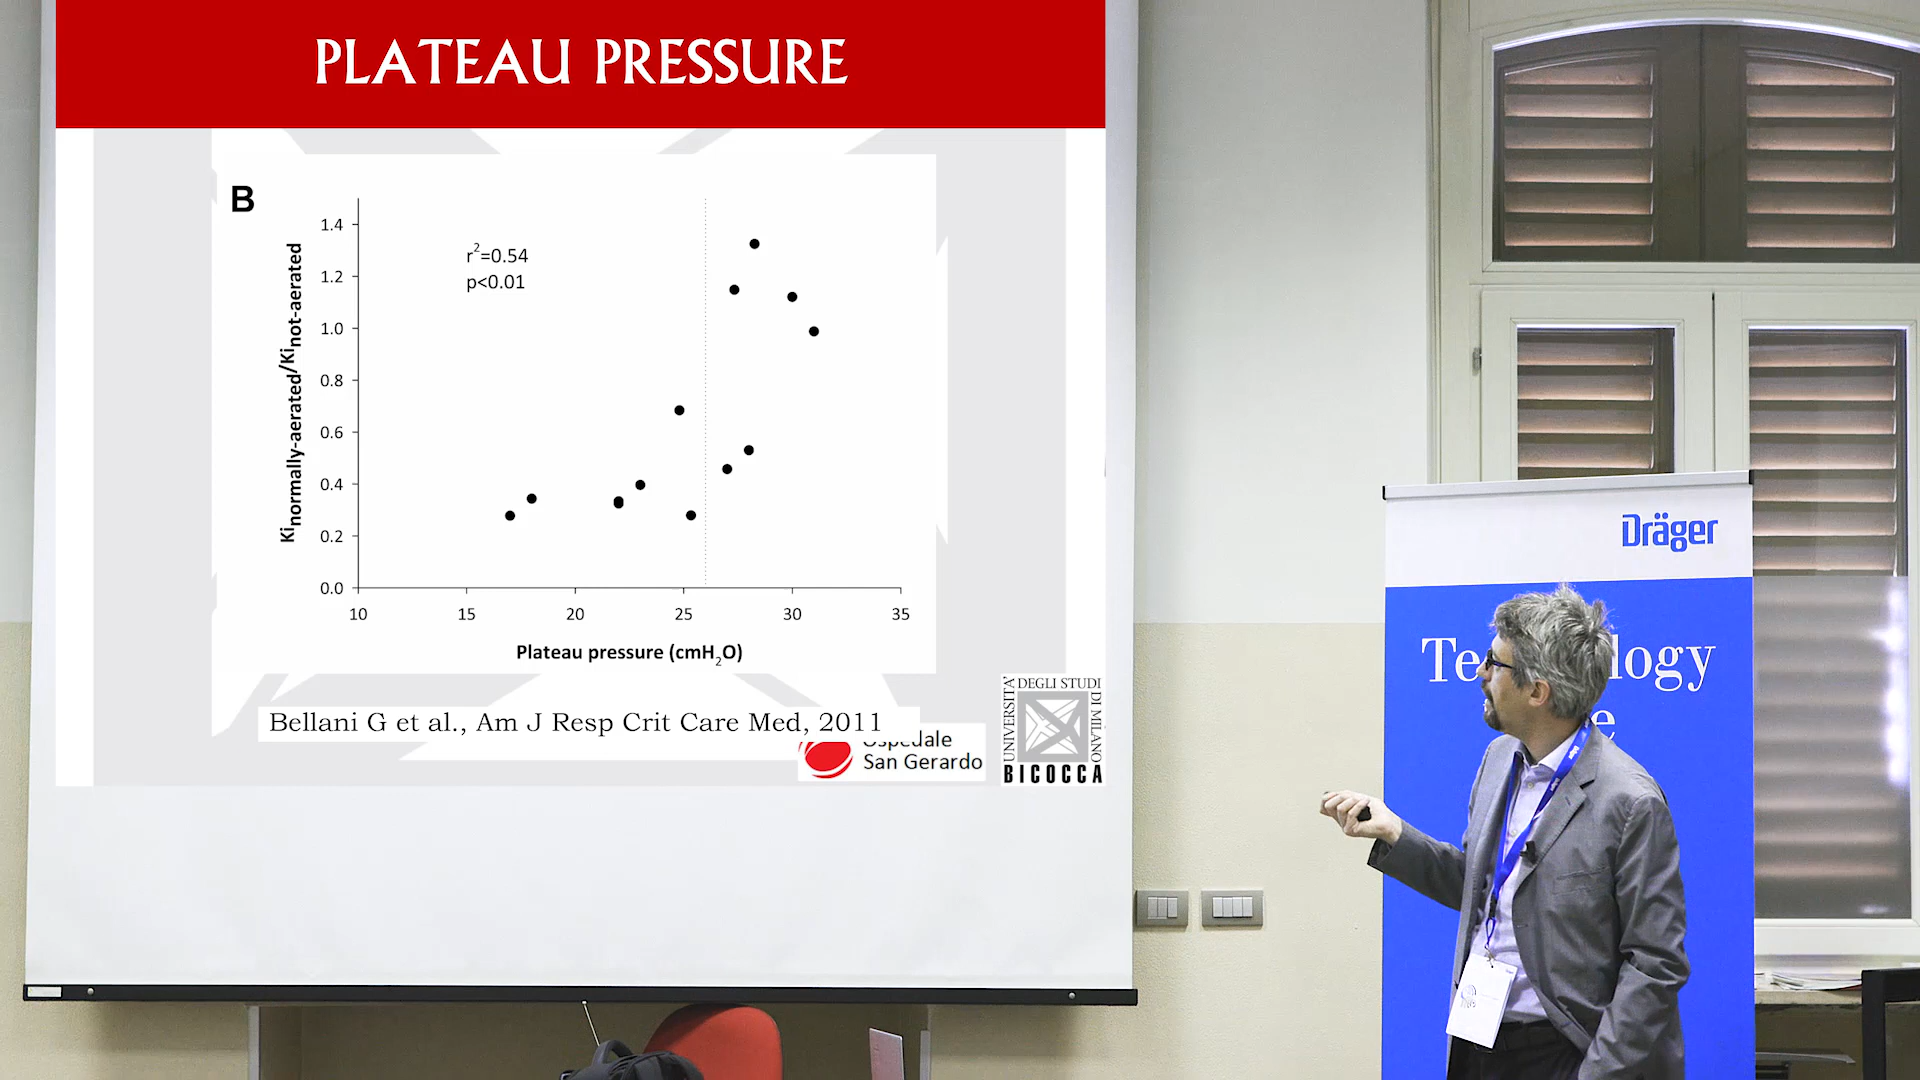 PLATEAU PRESSURE
B
r²=0.54
p<0.01
Ki normally-aerated/Ki not-aerated
1.4
1.2
1.0
0.8
0.6
0.4
0.2
0.0
10 15 20 25 30 35
Plateau pressure (cmH₂O)
Bellani G et al., Am J Resp Crit Care Med, 2011
Ospedale
San Gerardo
UNIVERSITA' DEGLI STUDI DI MILANO
BICOCCA
Dräger